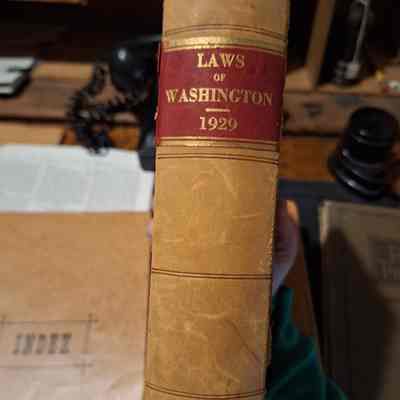 LAWS
OF
WASHINGTON
1929
INDEX